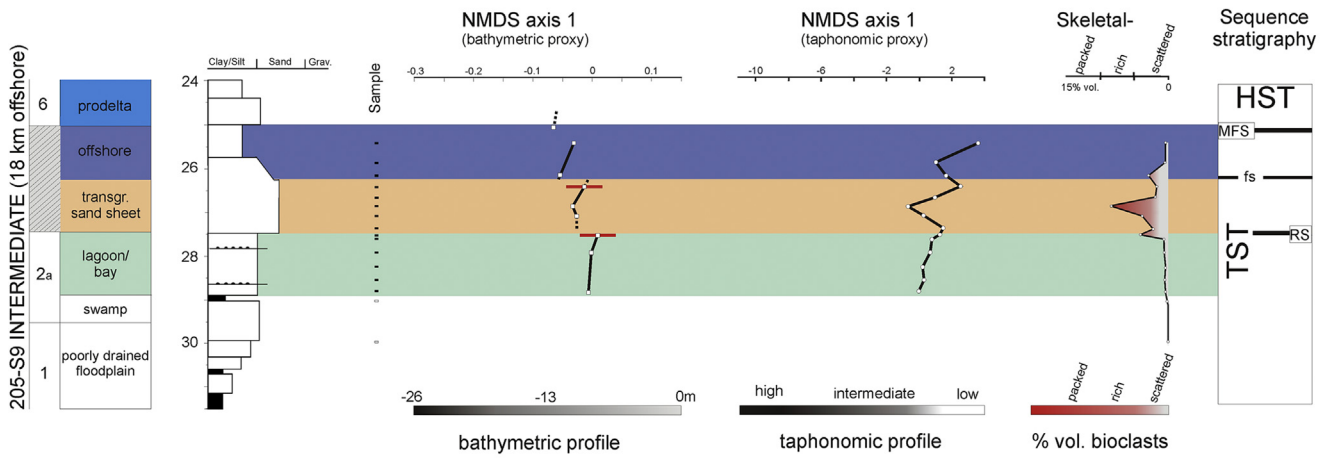 205-S9 INTERMEDIATE (18 km offshore)
6
2a
1
prodelta
offshore
transgr.
sand sheet
lagoon/
bay
swamp
poorly drained
floodplain
Clay/Silt
Sand
Grav.
24
26
28
30
Sample
NMDS axis 1
(bathymetric proxy)
-0.3
-0.2
-0.1
0
0.1
NMDS axis 1
(taphonomic proxy)
-10
-6
-2
2
4
Skeletal-
packed
rich
scattered
15% vol.
0
Sequence
stratigraphy
HST
MFS
fs
TST
RS
-26
-13
0m
bathymetric profile
high
intermediate
low
taphonomic profile
packed
rich
scattered
% vol. bioclasts